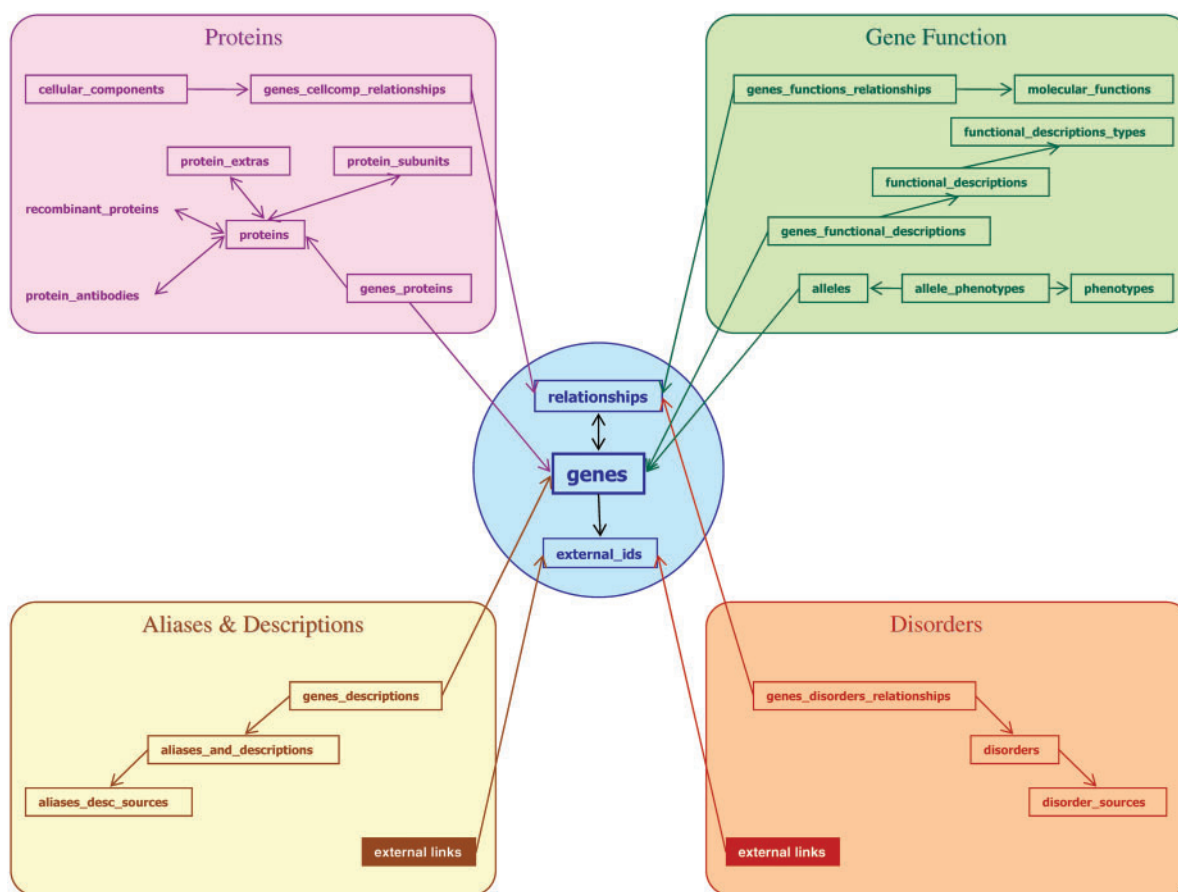 Proteins
cellular_components
genes_cellcomp_relationships
protein_extras
protein_subunits
recombinant_proteins
proteins
protein_antibodies
genes_proteins
Gene Function
genes_functions_relationships
molecular_functions
functional_descriptions_types
functional_descriptions
genes_functional_descriptions
alleles
allele_phenotypes
phenotypes
relationships
genes
external_ids
Aliases & Descriptions
genes_descriptions
aliases_and_descriptions
aliases_desc_sources
external links
Disorders
genes_disorders_relationships
disorders
disorder_sources
external links